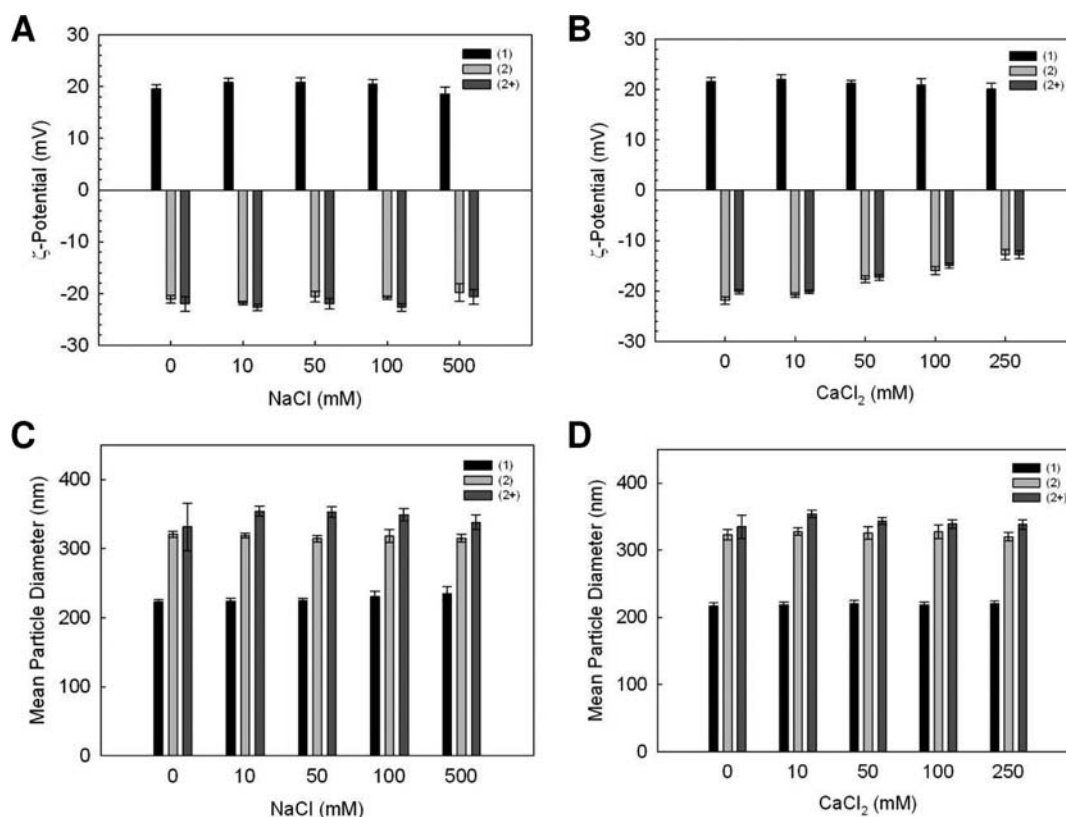 A
30
20
10
0
-10
-20
-30
ζ-Potential (mV)
(1)
(2)
(2+)
0 10 50 100 500
NaCl (mM)
B
30
20
10
0
-10
-20
-30
ζ-Potential (mV)
(1)
(2)
(2+)
0 10 50 100 250
CaCl₂ (mM)
C
400
300
200
100
0
Mean Particle Diameter (nm)
(1)
(2)
(2+)
0 10 50 100 500
NaCl (mM)
D
400
300
200
100
0
Mean Particle Diameter (nm)
(1)
(2)
(2+)
0 10 50 100 250
CaCl₂ (mM)